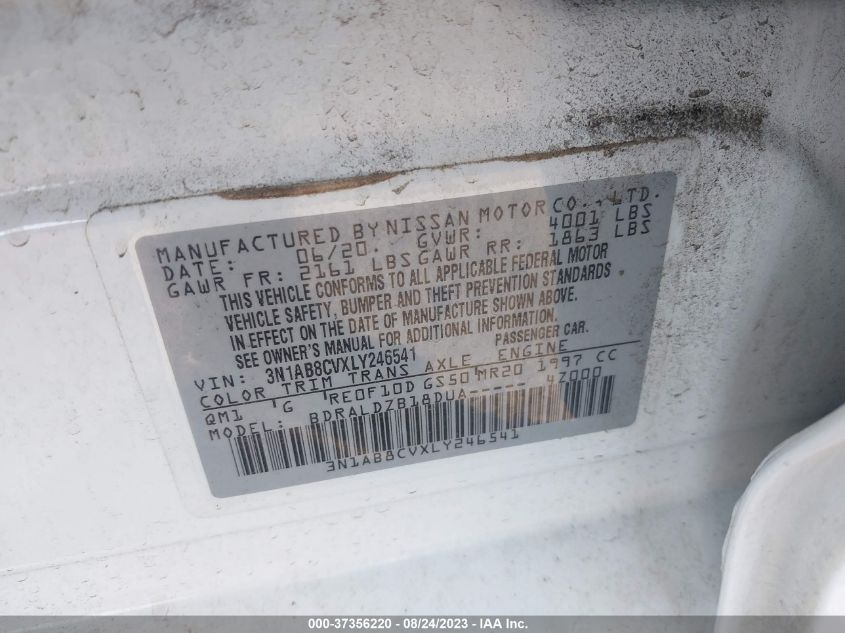 MANUFACTURED BY NISSAN MOTOR CO., LTD.
DATE: 06/20. GVWR: 4001 LBS
GAWR FR: 2161 LBS GAWR RR: 1863 LBS
THIS VEHICLE CONFORMS TO ALL APPLICABLE FEDERAL MOTOR
VEHICLE SAFETY, BUMPER AND THEFT PREVENTION STANDARDS
IN EFFECT ON THE DATE OF MANUFACTURE SHOWN ABOVE.
SEE OWNER'S MANUAL FOR ADDITIONAL INFORMATION.
VIN: 3N1AB8CVXLY246541 PASSENGER CAR.
COLOR TRIM TRANS AXLE ENGINE
QM1 'G 'RE0F10D GS50'MR20 1997 CC
MODEL: BDRALDZB18DUA----- 4Z000
3N1AB8CVXLY246541
000-37356220 - 08/24/2023 - IAA Inc.